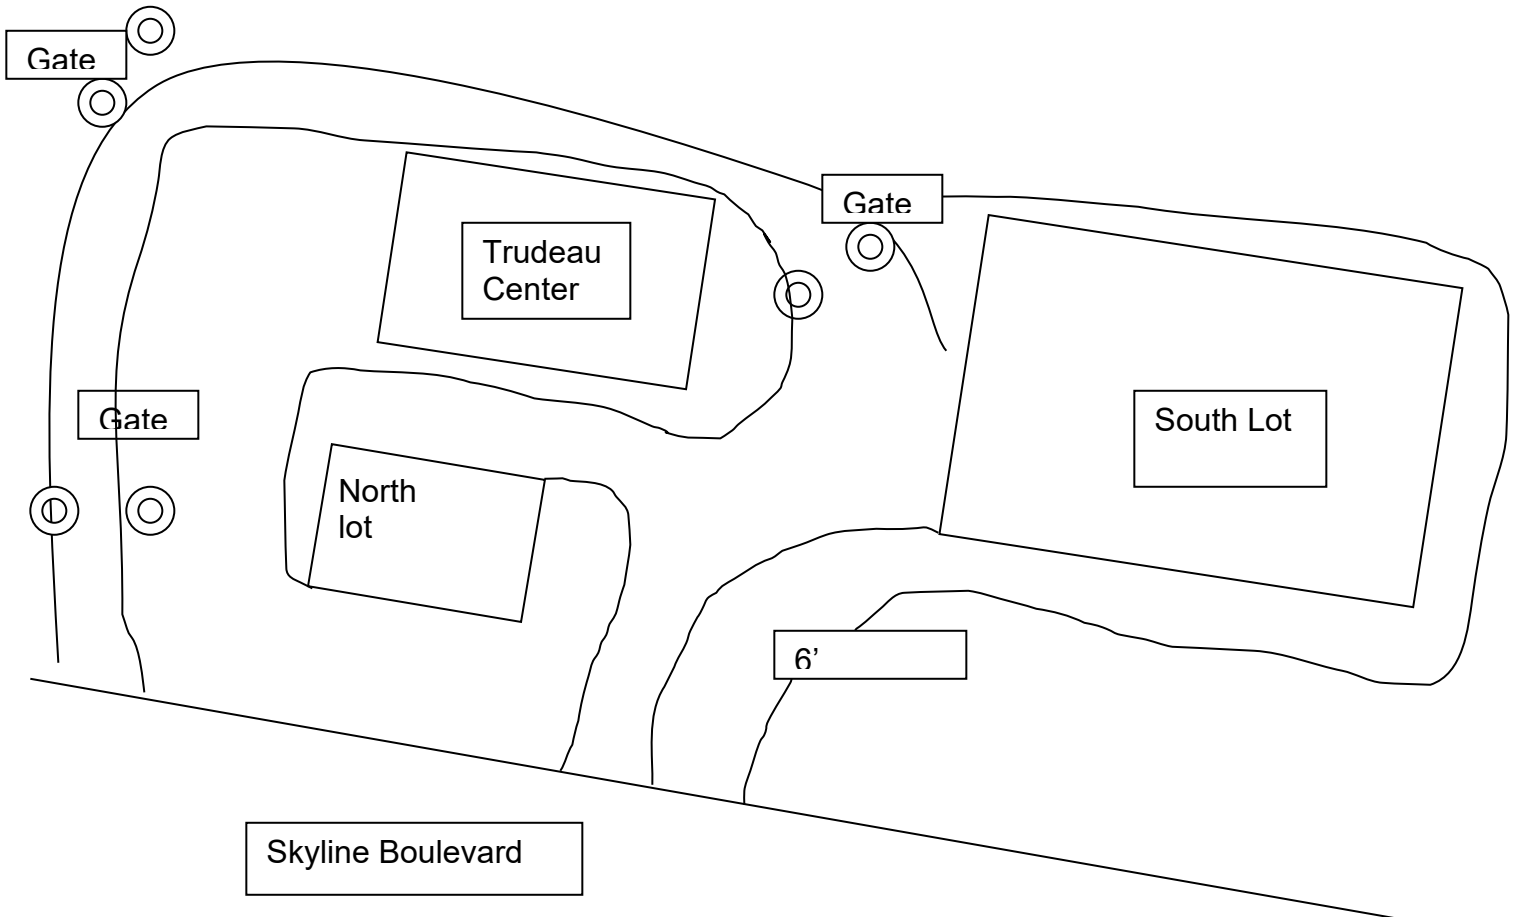 Gate
Gate
Trudeau
Center
Gate
South Lot
North
lot
6’
Skyline Boulevard